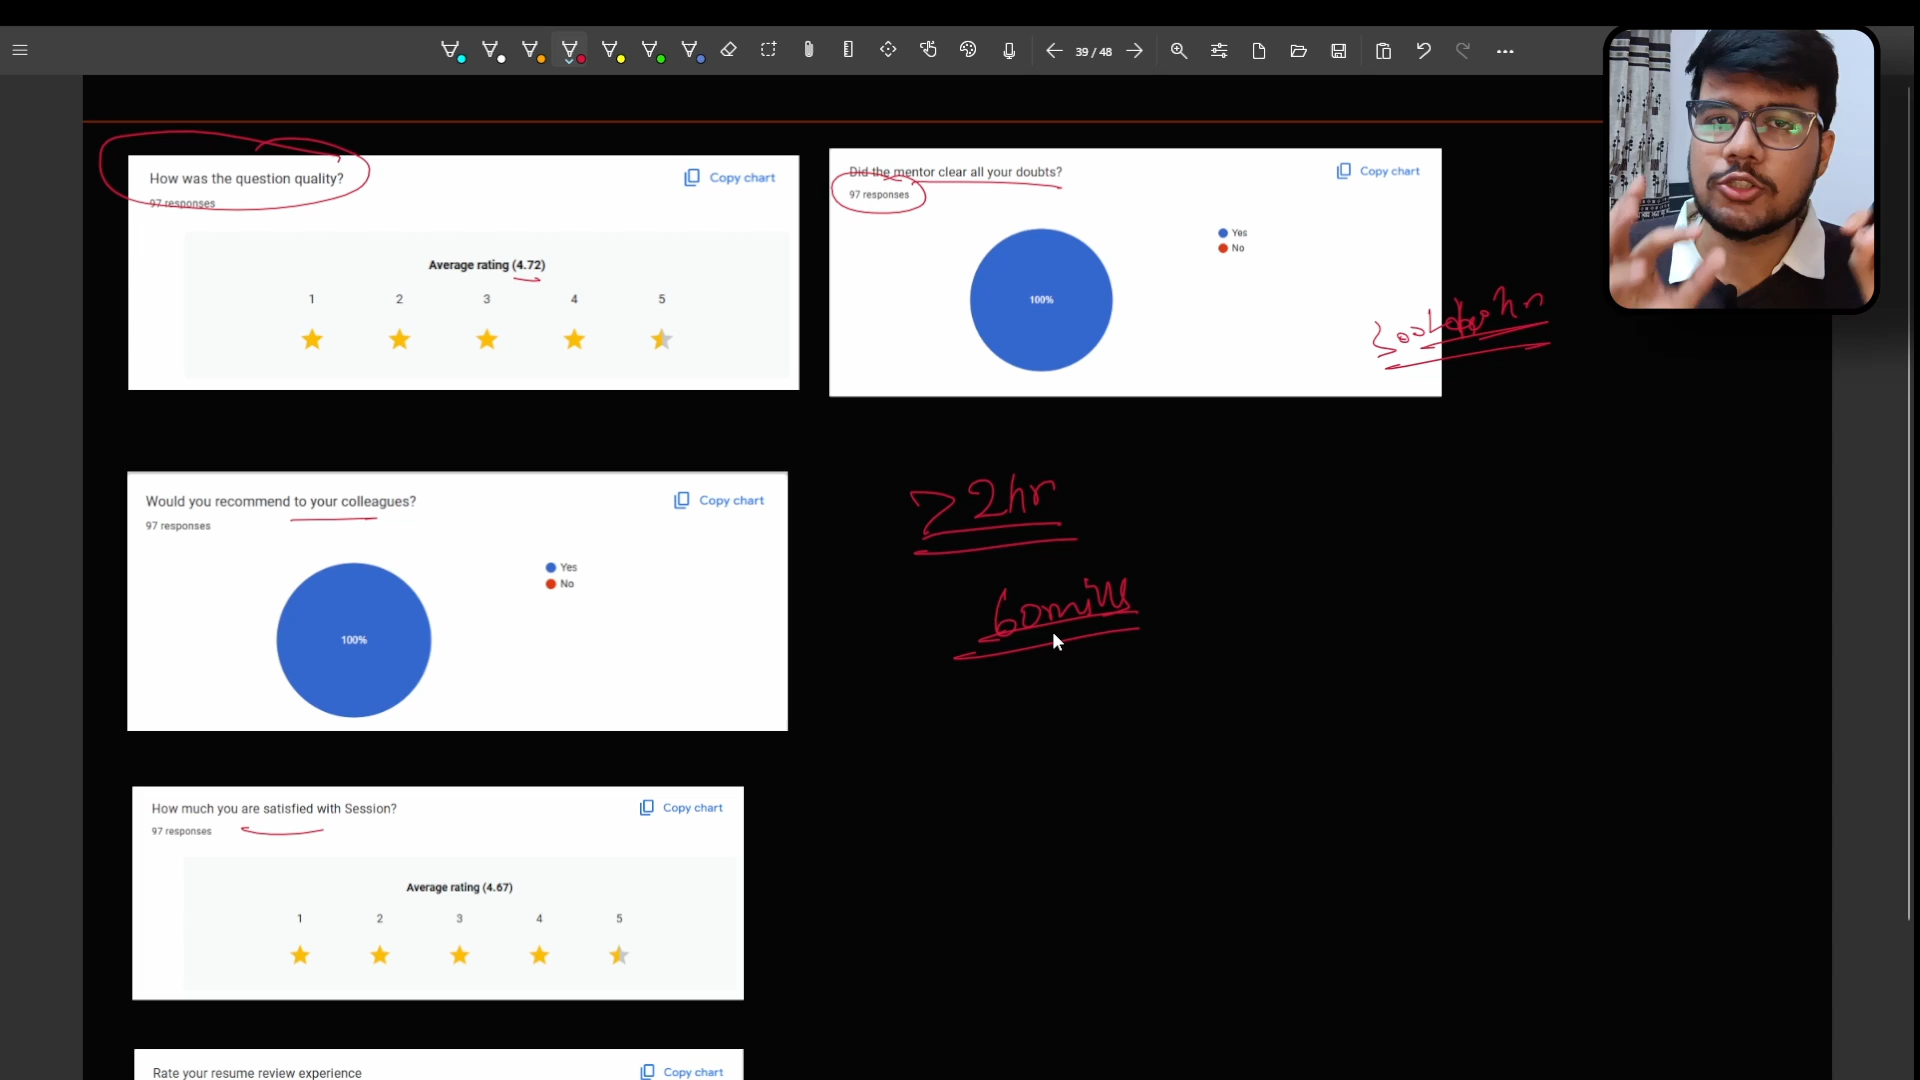 39 / 48
How was the question quality?
Copy chart
97 responses
Average rating (4.72)
1 2 3 4 5
Did the mentor clear all your doubts?
Copy chart
97 responses
Yes
No
100%
hr
Would you recommend to your colleagues?
Copy chart
97 responses
Yes
No
100%
2hr
60mins
How much you are satisfied with Session?
Copy chart
97 responses
Average rating (4.67)
1 2 3 4 5
Rate your resume review experience
Copy chart